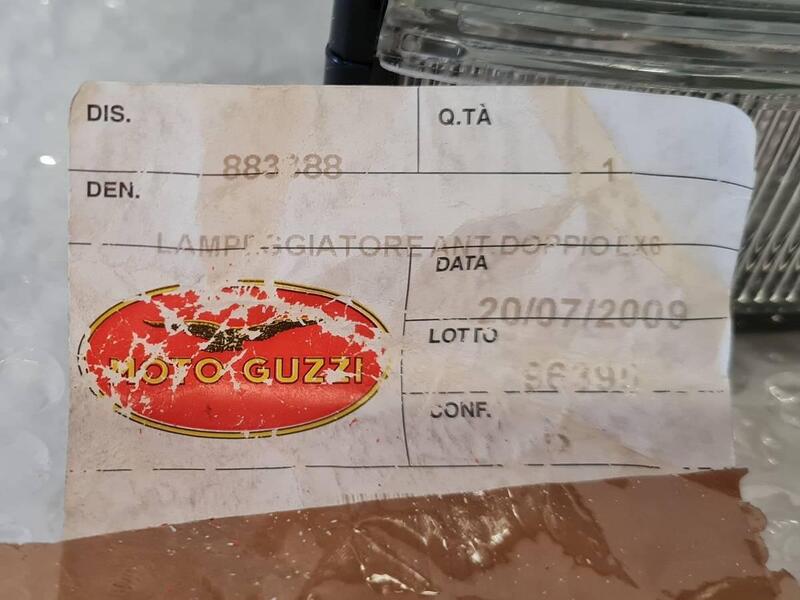 DIS.
Q.TÀ
1
DEN.
LAMPEGGIATORE ANT.DOPPIO
DATA
20/07/2009
LOTTO
CONF.
MOTO GUZZI